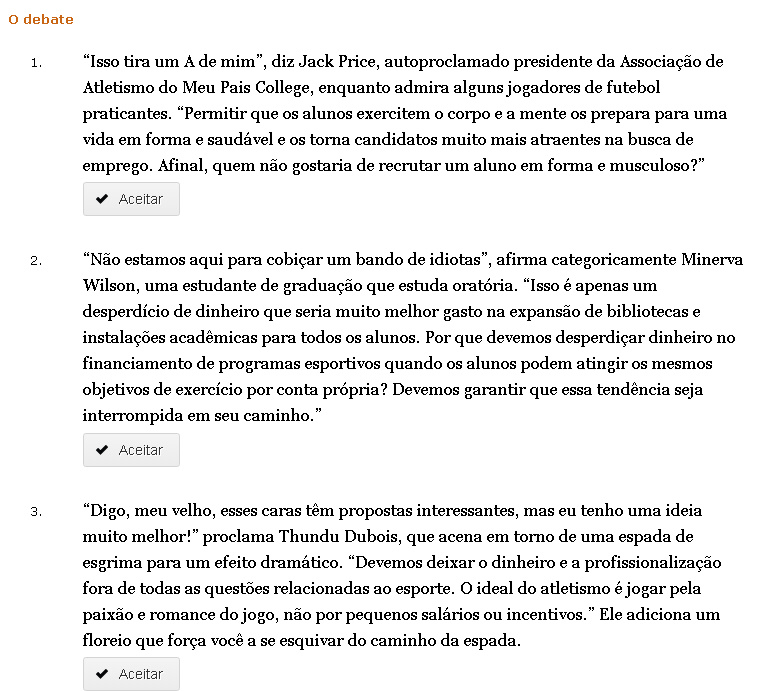 O debate
1. “Isso tira um A de mim”, diz Jack Price, autoproclamado presidente da Associação de
Atletismo do Meu Pais College, enquanto admira alguns jogadores de futebol
praticantes. “Permitir que os alunos exercitem o corpo e a mente os prepara para uma
vida em forma e saudável e os torna candidatos muito mais atraentes na busca de
emprego. Afinal, quem não gostaria de recrutar um aluno em forma e musculoso?”
✔ Aceitar
2. “Não estamos aqui para cobiçar um bando de idiotas”, afirma categoricamente Minerva
Wilson, uma estudante de graduação que estuda oratória. “Isso é apenas um
desperdício de dinheiro que seria muito melhor gasto na expansão de bibliotecas e
instalações acadêmicas para todos os alunos. Por que devemos desperdiçar dinheiro no
financiamento de programas esportivos quando os alunos podem atingir os mesmos
objetivos de exercício por conta própria? Devemos garantir que essa tendência seja
interrompida em seu caminho.”
✔ Aceitar
3. “Digo, meu velho, esses caras têm propostas interessantes, mas eu tenho uma ideia
muito melhor!” proclama Thundu Dubois, que acena em torno de uma espada de
esgrima para um efeito dramático. “Devemos deixar o dinheiro e a profissionalização
fora de todas as questões relacionadas ao esporte. O ideal do atletismo é jogar pela
paixão e romance do jogo, não por pequenos salários ou incentivos.” Ele adiciona um
floreio que força você a se esquivar do caminho da espada.
✔ Aceitar